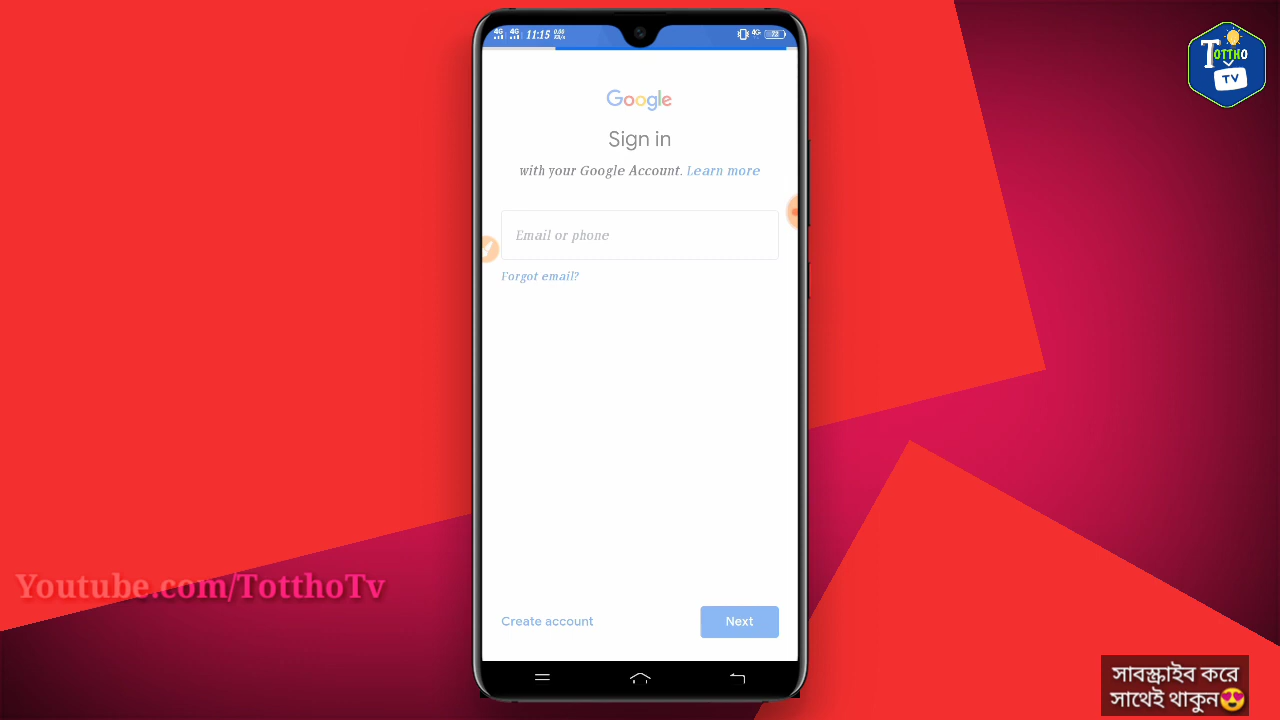 11:15
4G
TOTTHO
TV
Google
Sign in
with your Google Account. Learn more
Email or phone
Forgot email?
Youtube.com/TotthoTv
Create account
Next
সাবস্ক্রাইব করে
সাথেই থাকুন😍